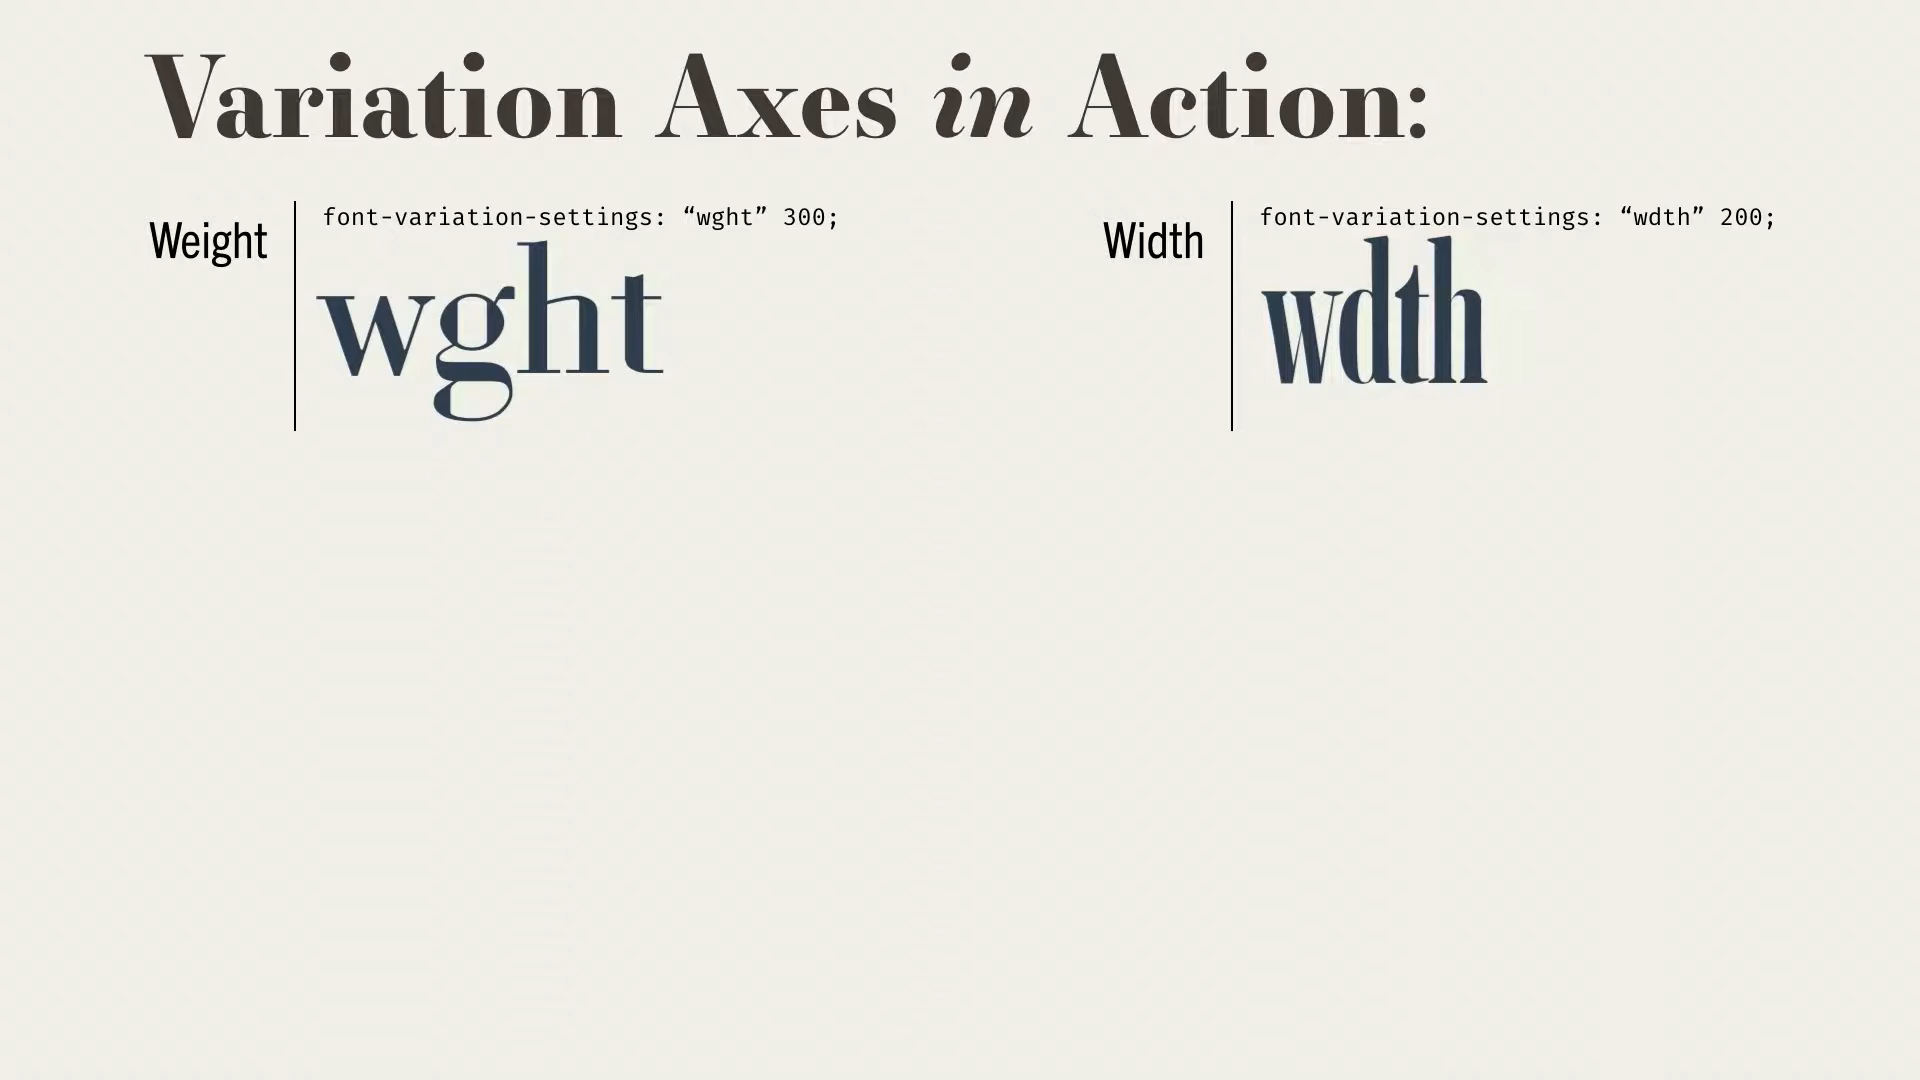 Variation Axes in Action:
Weight
font-variation-settings: “wght” 300;
wght
Width
font-variation-settings: “wdth” 200;
wdth